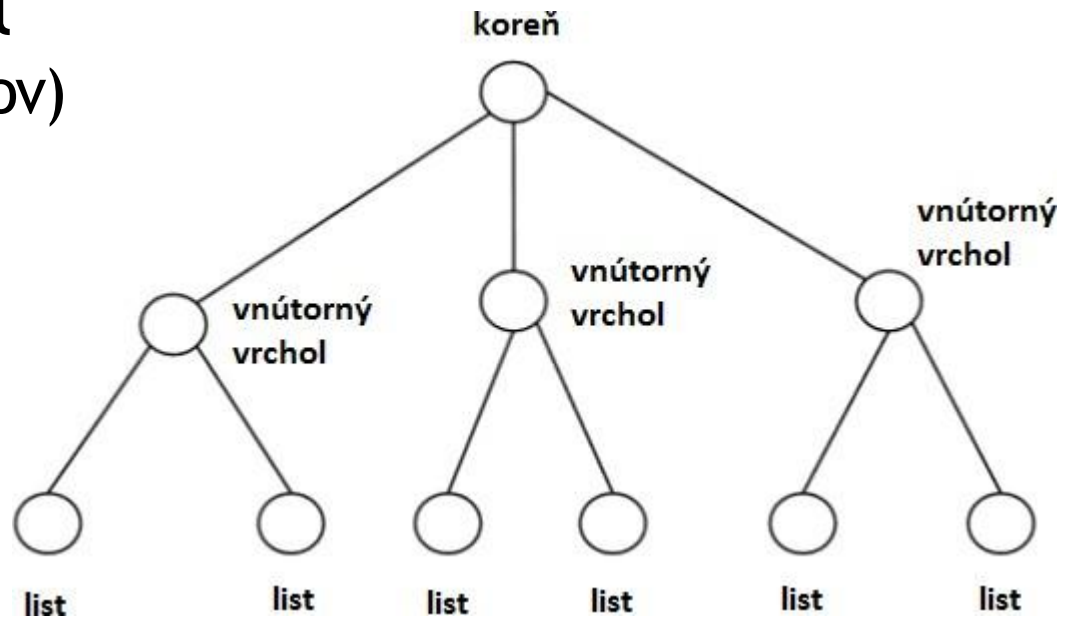 koreň
vnútorný
vrchol
vnútorný
vrchol
vnútorný
vrchol
list
list
list
list
list
list